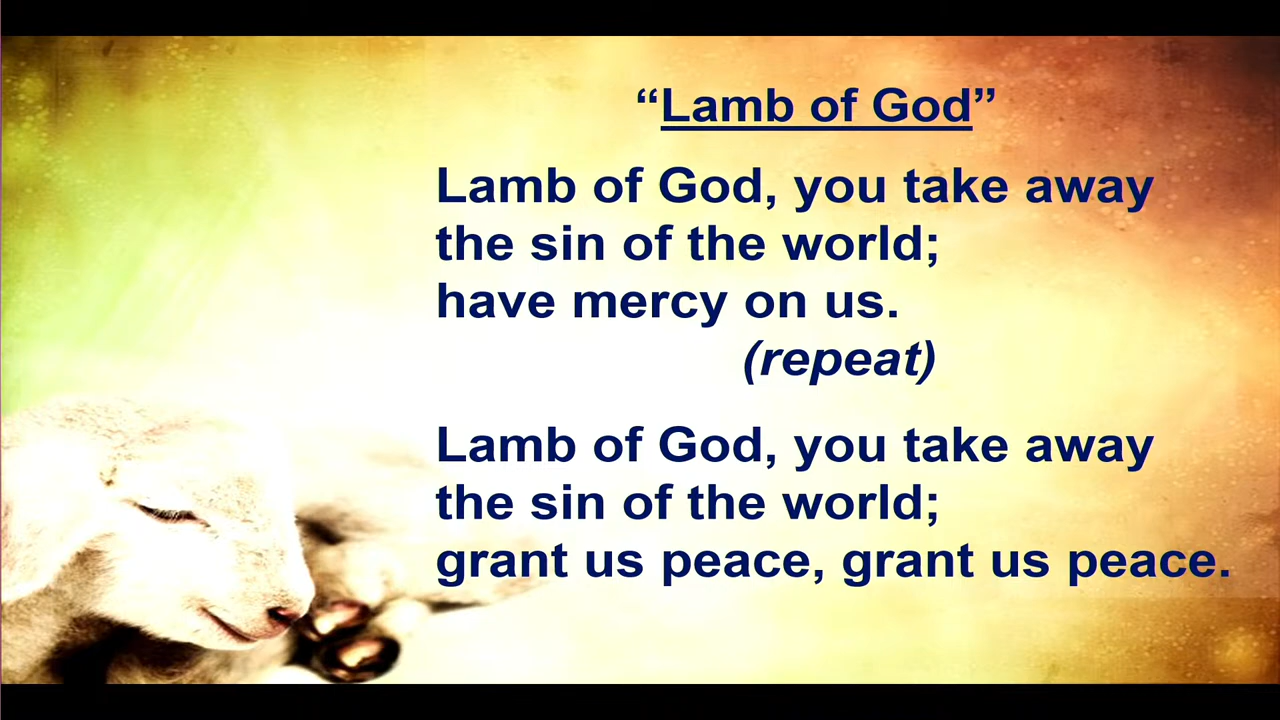 “Lamb of God”
Lamb of God, you take away
the sin of the world;
have mercy on us.
(repeat)
Lamb of God, you take away
the sin of the world;
grant us peace, grant us peace.